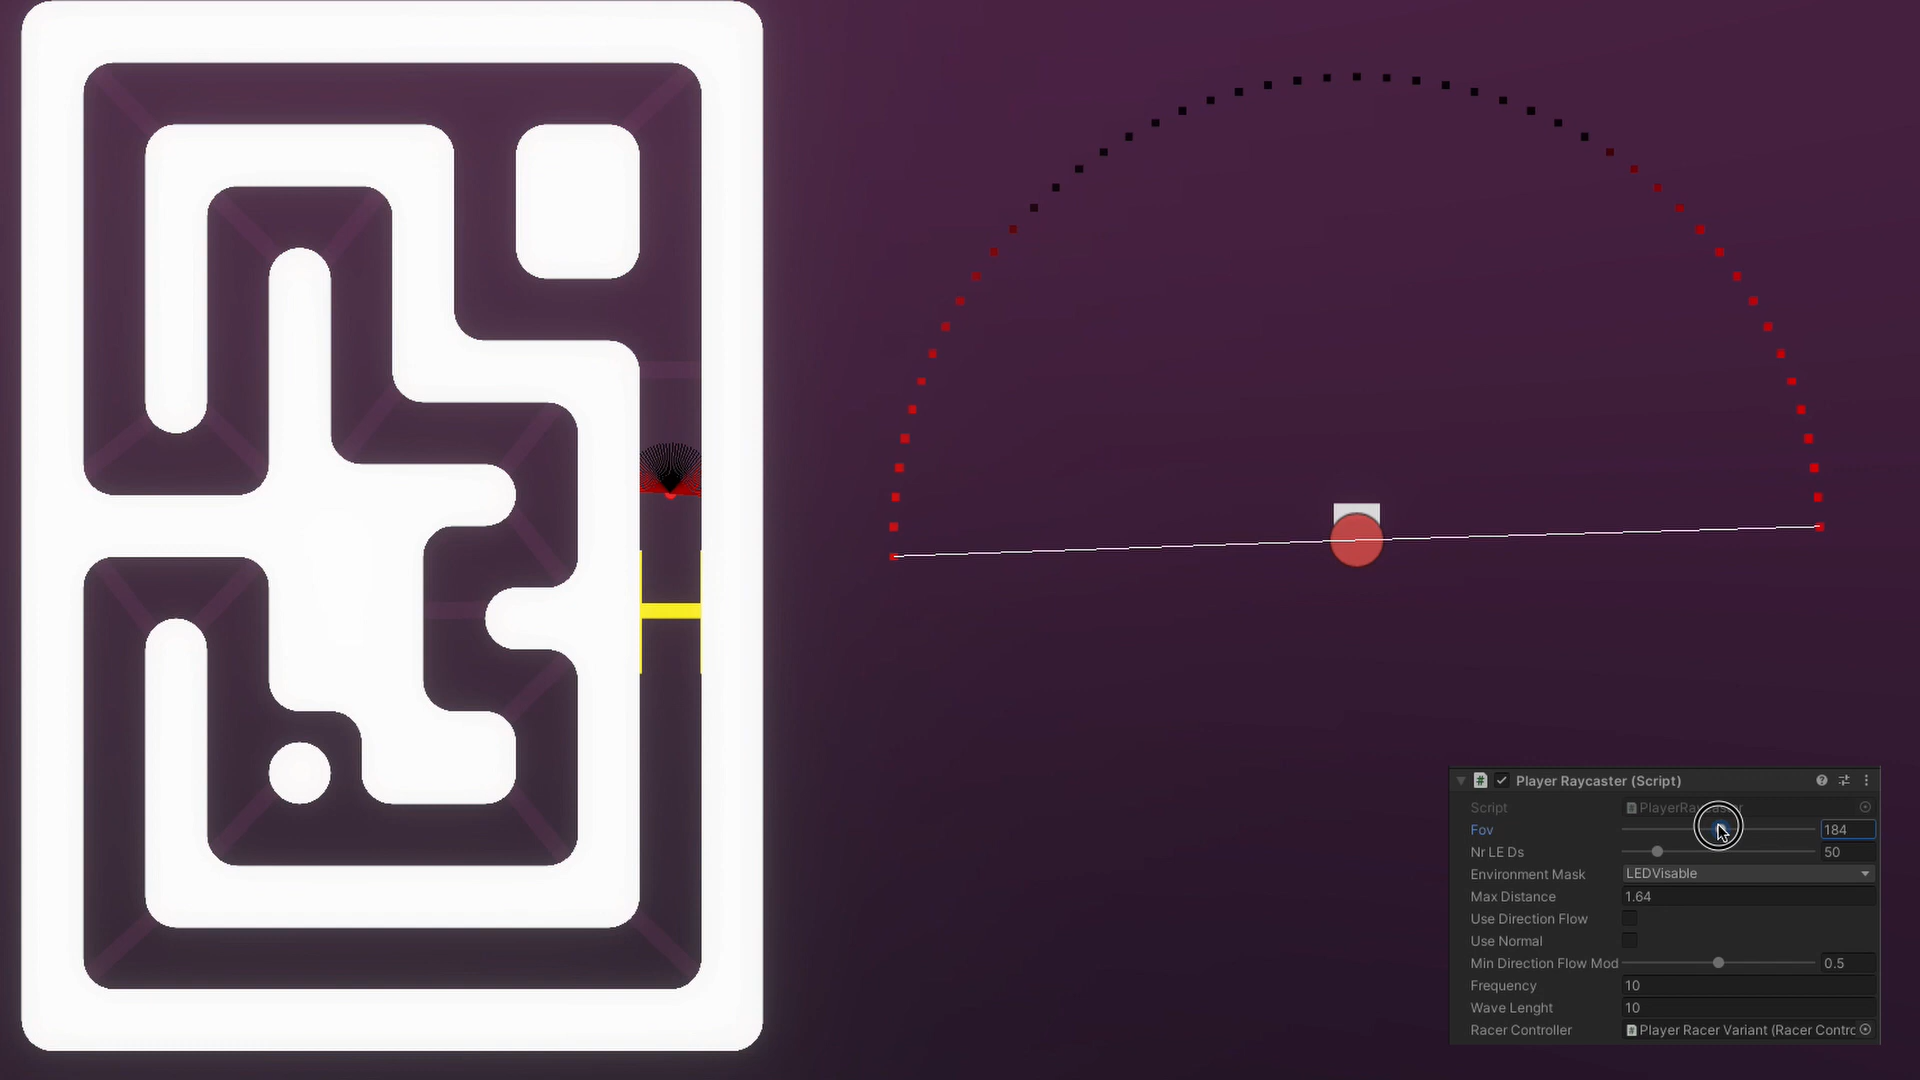 Player Raycaster (Script)
Script PlayerRaycaster
Fov 184
Nr LE Ds 50
Environment Mask LEDVisable
Max Distance 1.64
Use Direction Flow
Use Normal
Min Direction Flow Mod 0.5
Frequency 10
Wave Lenght 10
Racer Controller Player Racer Variant (Racer Contrc